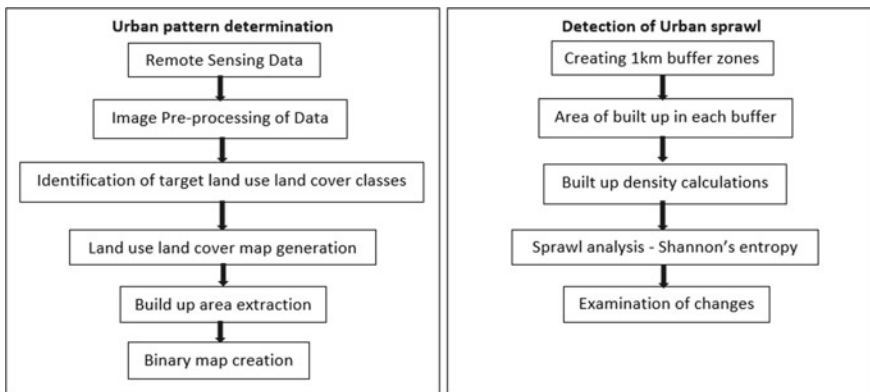 Urban pattern determination
Remote Sensing Data
Image Pre-processing of Data
Identification of target land use land cover classes
Land use land cover map generation
Build up area extraction
Binary map creation
Detection of Urban sprawl
Creating 1km buffer zones
Area of built up in each buffer
Built up density calculations
Sprawl analysis - Shannon's entropy
Examination of changes